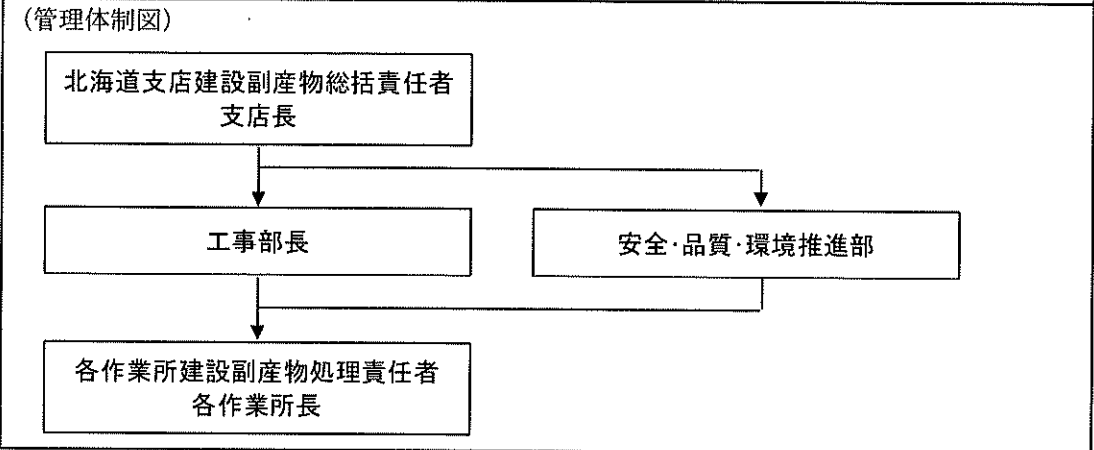 （管理体制図）
北海道支店建設副産物総括責任者
支店長
工事部長
安全・品質・環境推進部
各作業所建設副産物処理責任者
各作業所長